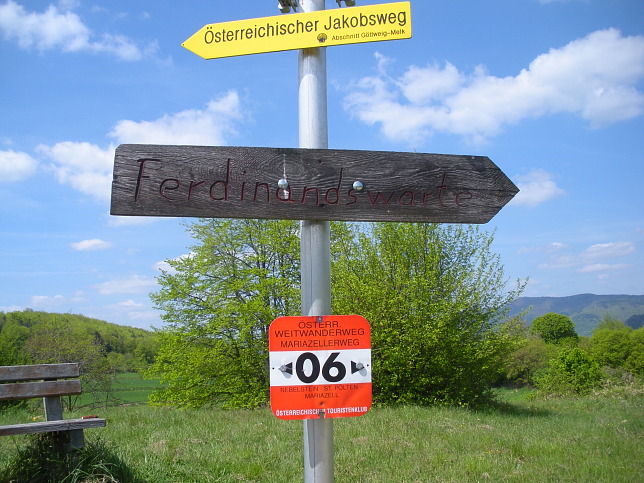 Österreichischer Jakobsweg
Abschnitt Göttweig-Melk
Ferdinandswarte
ÖSTERR.
WEITWANDERWEG
MARIAZELLERWEG
06
NEBELSTEIN - ST. PÖLTEN
MARIAZELL
ÖSTERREICHISCHER TOURISTENKLUB